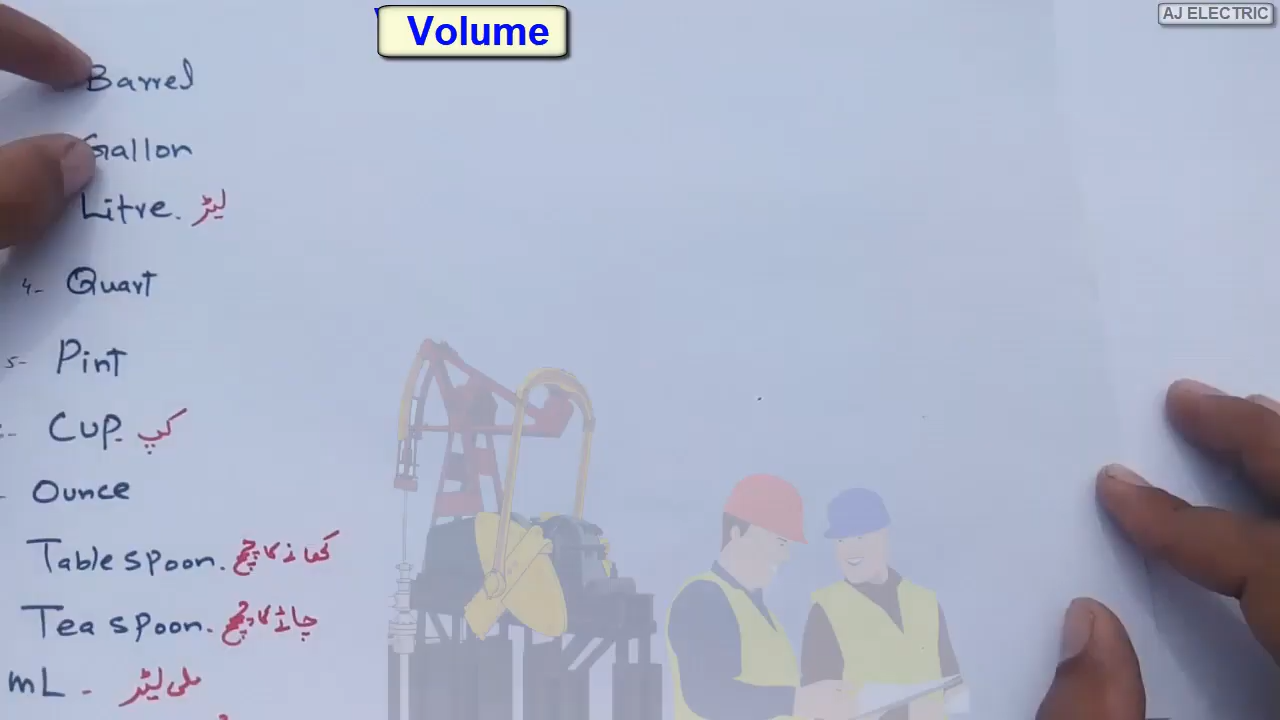 Volume
AJ ELECTRIC
Barrel
Gallon
Litre. لیٹر
4- Quart
5- Pint
Cup. کپ
- Ounce
Table spoon. کھانے کا چمچ
Tea spoon. چائے کا چمچ
mL - ملی لیٹر